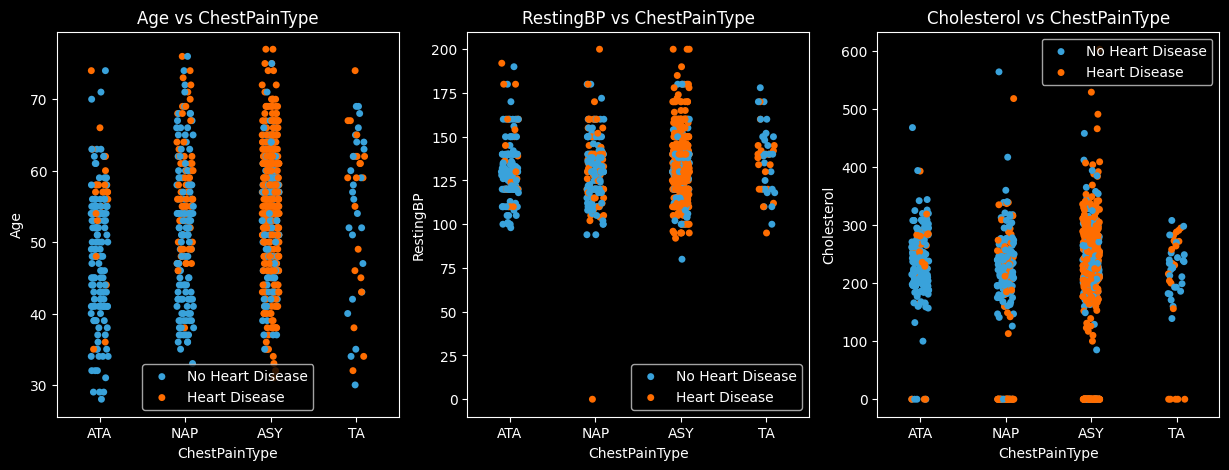 Age vs ChestPainType
Age
70
60
50
40
30
No Heart Disease
Heart Disease
ATA NAP ASY TA
ChestPainType
RestingBP vs ChestPainType
RestingBP
200
175
150
125
100
75
50
25
0
No Heart Disease
Heart Disease
ATA NAP ASY TA
ChestPainType
Cholesterol vs ChestPainType
Cholesterol
600
500
400
300
200
100
0
No Heart Disease
Heart Disease
ATA NAP ASY TA
ChestPainType